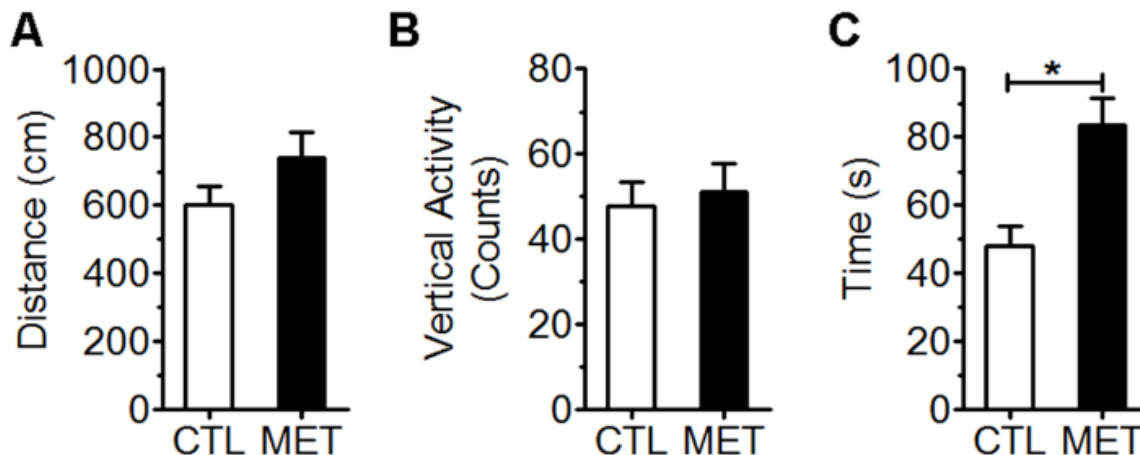 A
Distance (cm)
1000
800
600
400
200
0
CTL MET
B
Vertical Activity
(Counts)
80
60
40
20
0
CTL MET
C
Time (s)
100
80
60
40
20
0
*
CTL MET